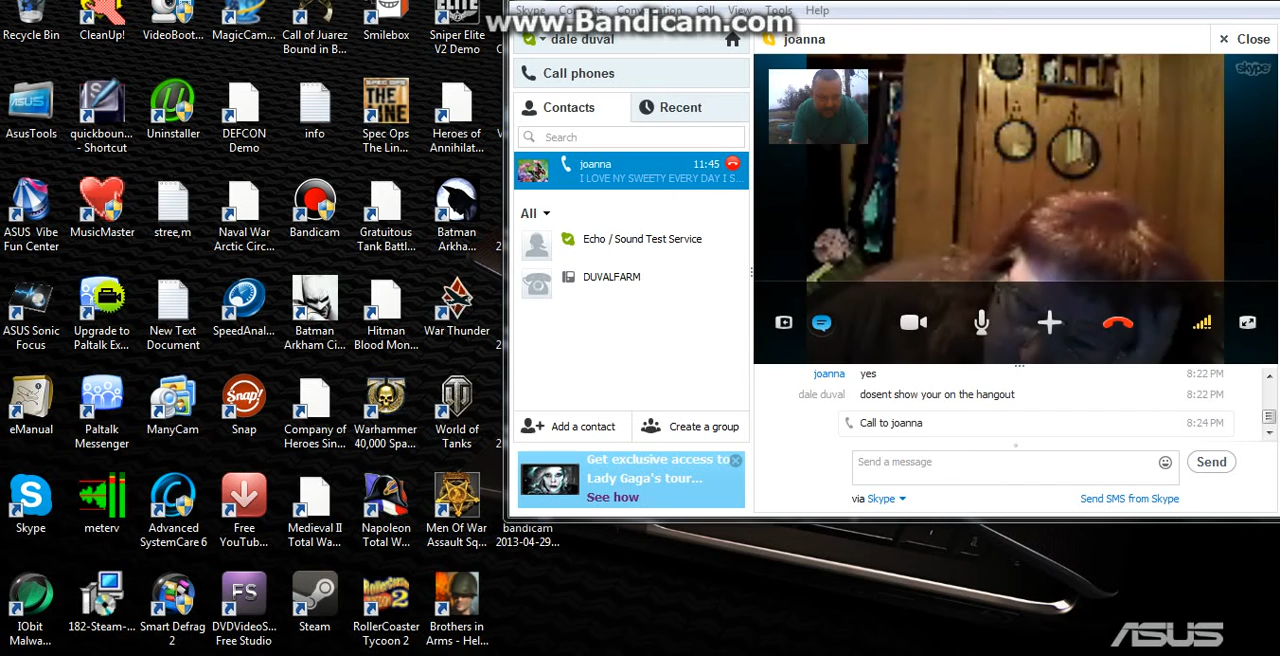 www.Bandicam.com
Skype Contacts Conversation Call View Tools Help
Recycle Bin
CleanUp!
VideoBoot...
MagicCam...
Call of Juarez
Bound in B...
Smilebox
Sniper Elite
V2 Demo
AsusTools
quickboun...
- Shortcut
Uninstaller
DEFCON
Demo
info
Spec Ops
The Lin...
Heroes of
Annihilat...
ASUS Vibe
Fun Center
MusicMaster
stree,m
Naval War
Arctic Circ...
Bandicam
Gratuitous
Tank Battl...
Batman
Arkha...
ASUS Sonic
Focus
Upgrade to
Paltalk Ex...
New Text
Document
SpeedAnal...
Batman
Arkham Ci...
Hitman
Blood Mon...
War Thunder
eManual
Paltalk
Messenger
ManyCam
Snap
Company of
Heroes Sin...
Warhammer
40,000 Spa...
World of
Tanks
Skype
meterv
Advanced
SystemCare 6
Free
YouTub...
Medieval II
Total Wa...
Napoleon
Total W...
Men Of War
Assault Sq...
bandicam
2013-04-29...
IObit
Malwa...
182-Steam-...
Smart Defrag
2
DVDVideoS...
Free Studio
Steam
RollerCoaster
Tycoon 2
Brothers in
Arms - Hel...
dale duval
Call phones
Contacts
Recent
Search
joanna 11:45
I LOVE NY SWEETY EVERY DAY I S...
All
Echo / Sound Test Service
DUVALFARM
Add a contact
Create a group
Get exclusive access to
Lady Gaga's tour...
See how
joanna
Close
skype
joanna yes 8:22 PM
dale duval dosent show your on the hangout 8:22 PM
Call to joanna 8:24 PM
Send a message
Send
via Skype
Send SMS from Skype
ASUS